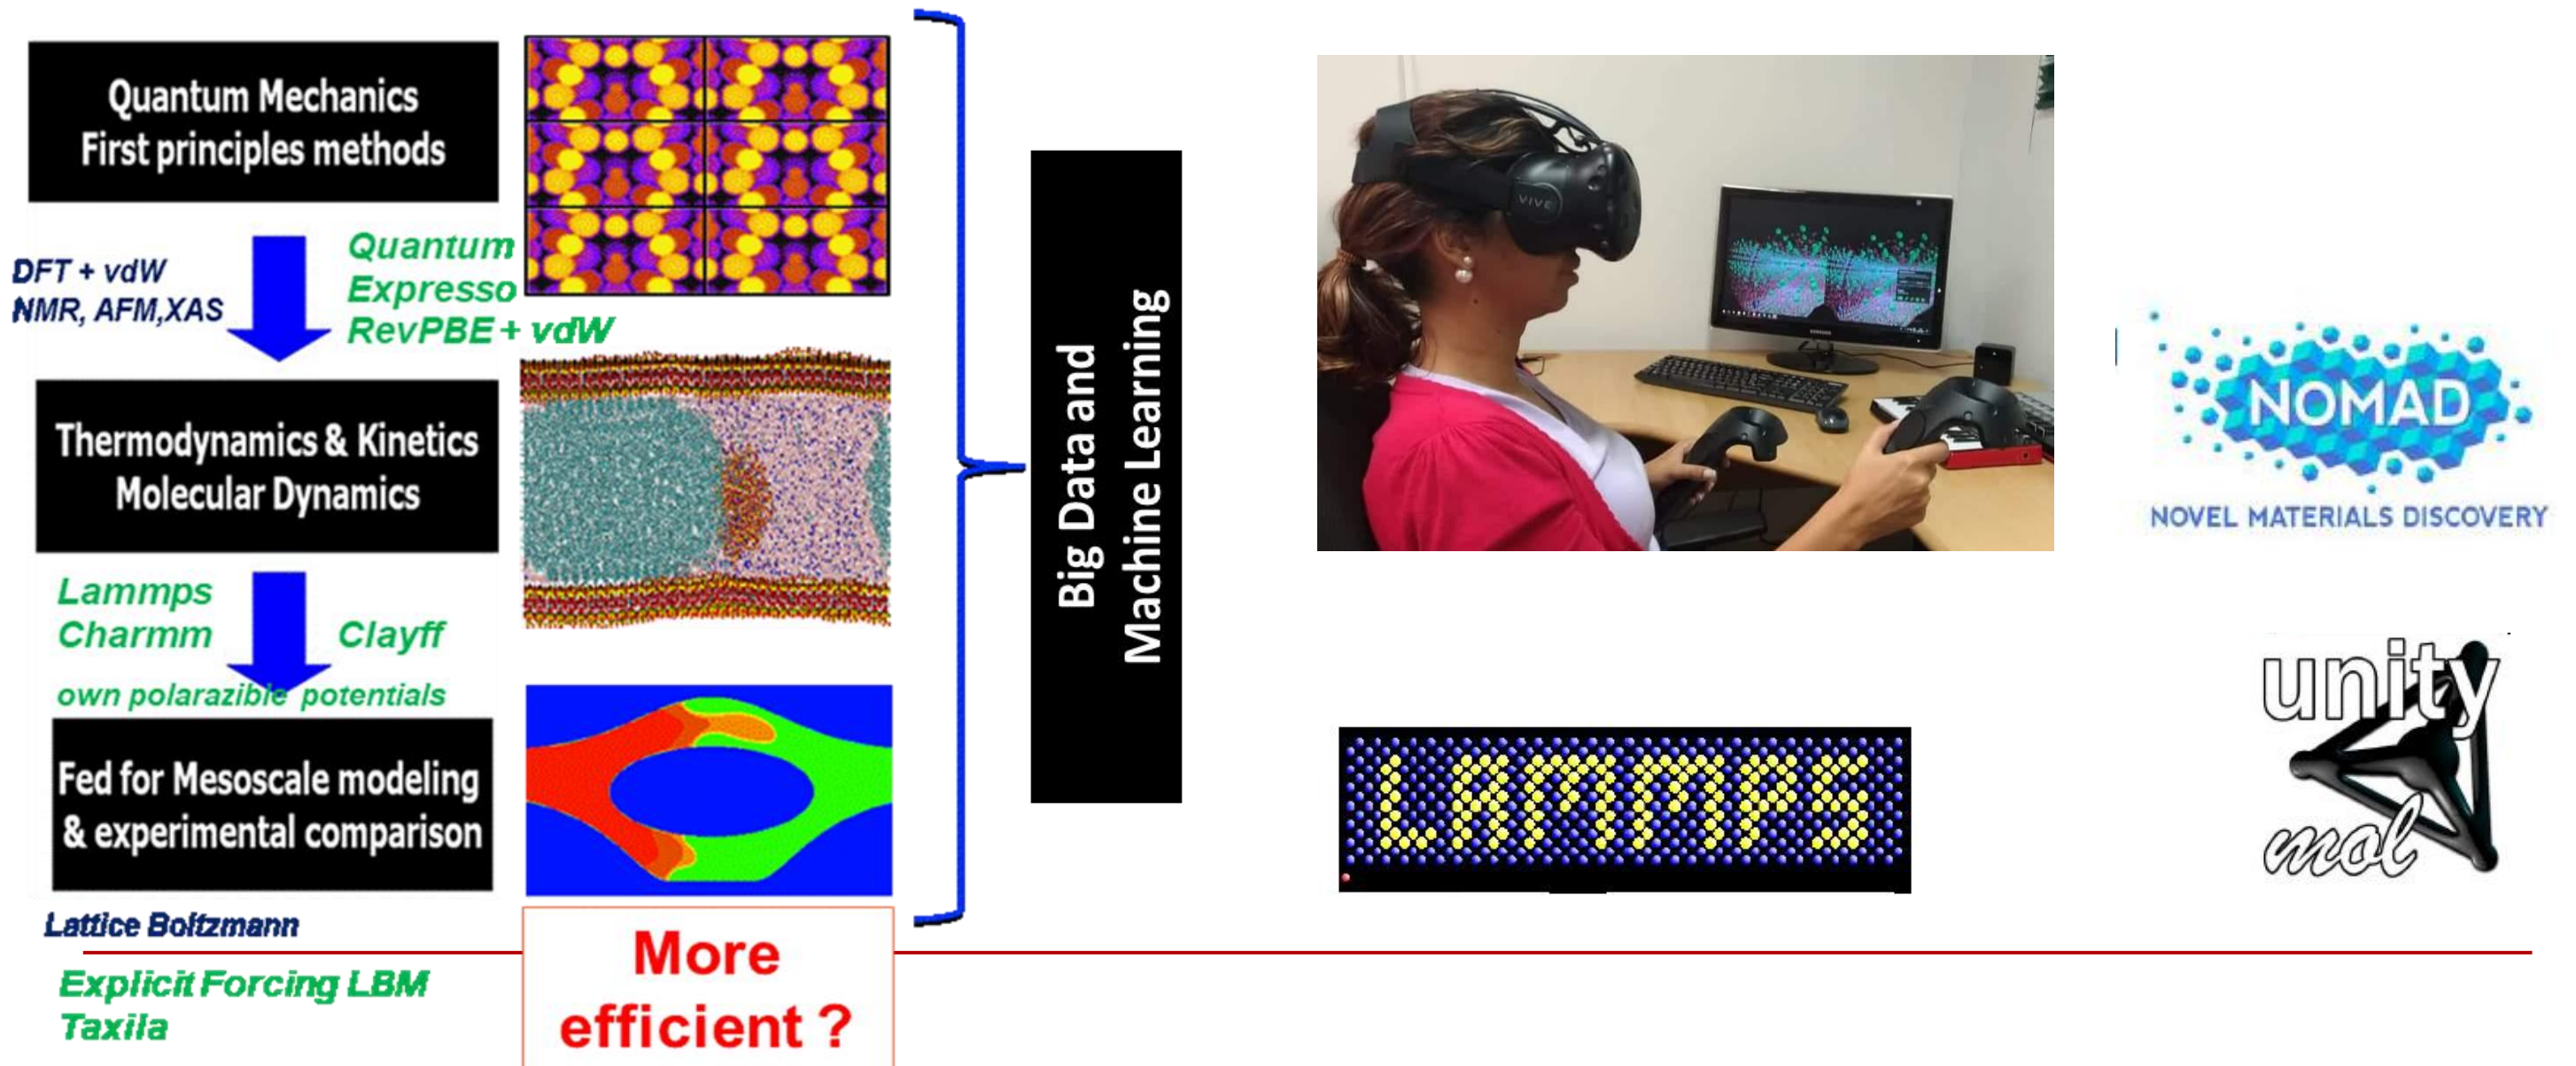 Quantum Mechanics
First principles methods
DFT + vdW
NMR, AFM,XAS
Quantum
Expresso
RevPBE + vdW
Thermodynamics & Kinetics
Molecular Dynamics
Lammps
Charmm
Clayff
own polarazible potentials
Fed for Mesoscale modeling
& experimental comparison
Lattice Boltzmann
Explicit Forcing LBM
Taxila
More
efficient ?
Big Data and
Machine Learning
VIVE
SAMSUNG
NOMAD
NOVEL MATERIALS DISCOVERY
LAMMPS
unity
mol